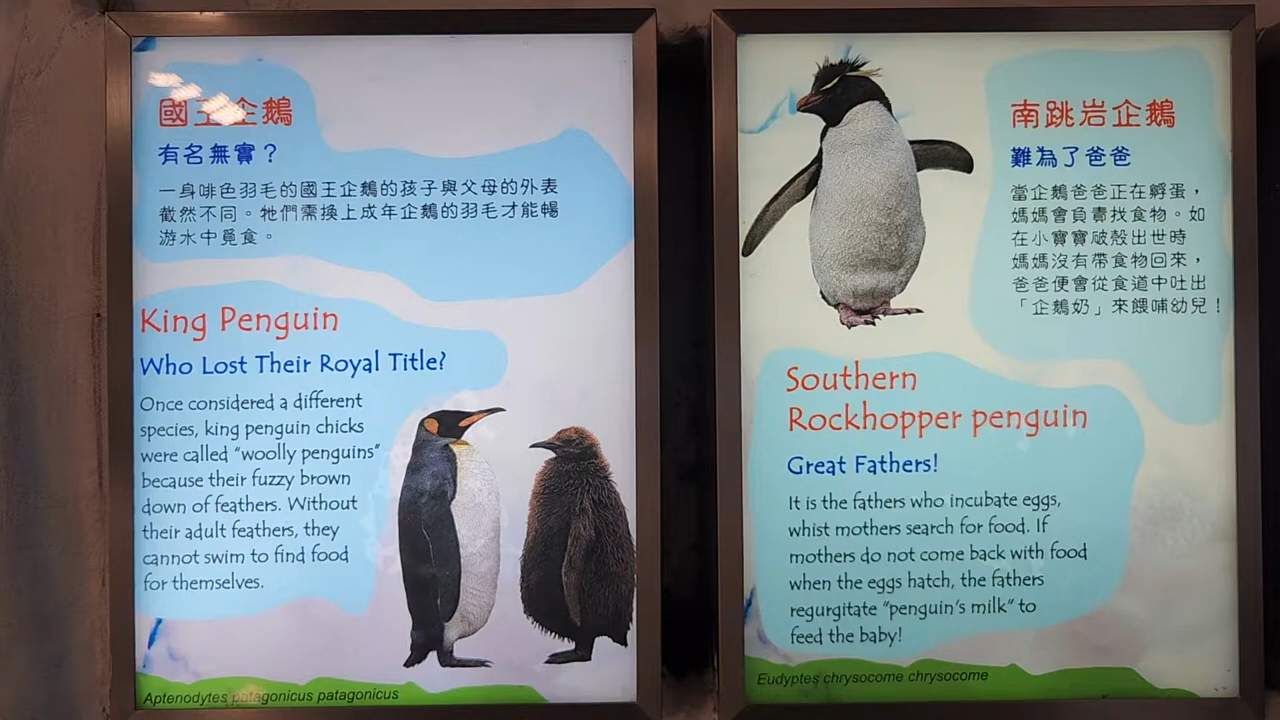 國王企鵝
有名無實？
一身啡色羽毛的國王企鵝的孩子與父母的外表
截然不同。牠們需換上成年企鵝的羽毛才能暢
游水中覓食。
King Penguin
Who Lost Their Royal Title?
Once considered a different
species, king penguin chicks
were called "woolly penguins"
because their fuzzy brown
down of feathers. Without
their adult feathers, they
cannot swim to find food
for themselves.
Aptenodytes patagonicus patagonicus
南跳岩企鵝
難為了爸爸
當企鵝爸爸正在孵蛋，
媽媽會負責找食物。如
在小寶寶破殼出世時
媽媽沒有帶食物回來，
爸爸便會從食道中吐出
「企鵝奶」來餵哺幼兒！
Southern
Rockhopper penguin
Great Fathers!
It is the fathers who incubate eggs,
whist mothers search for food. If
mothers do not come back with food
when the eggs hatch, the fathers
regurgitate "penguin's milk" to
feed the baby!
Eudyptes chrysocome chrysocome